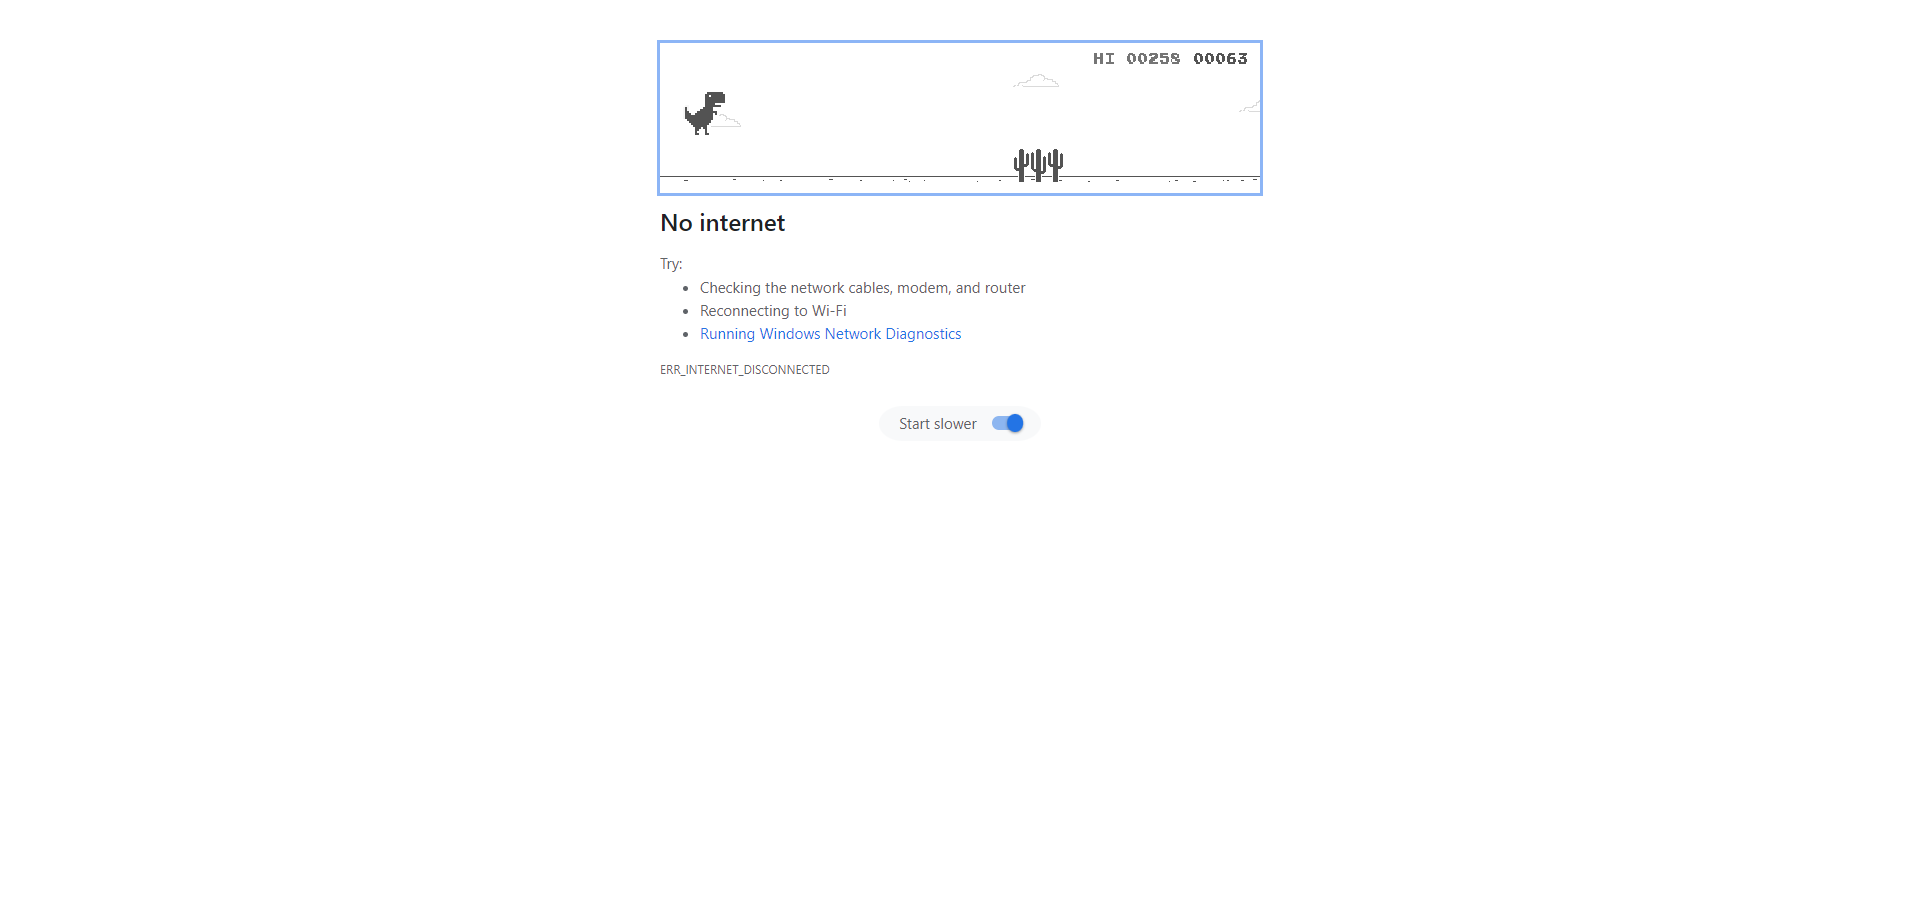 HI 00258 00063
No internet
Try:
Checking the network cables, modem, and router
Reconnecting to Wi-Fi
Running Windows Network Diagnostics
ERR_INTERNET_DISCONNECTED
Start slower